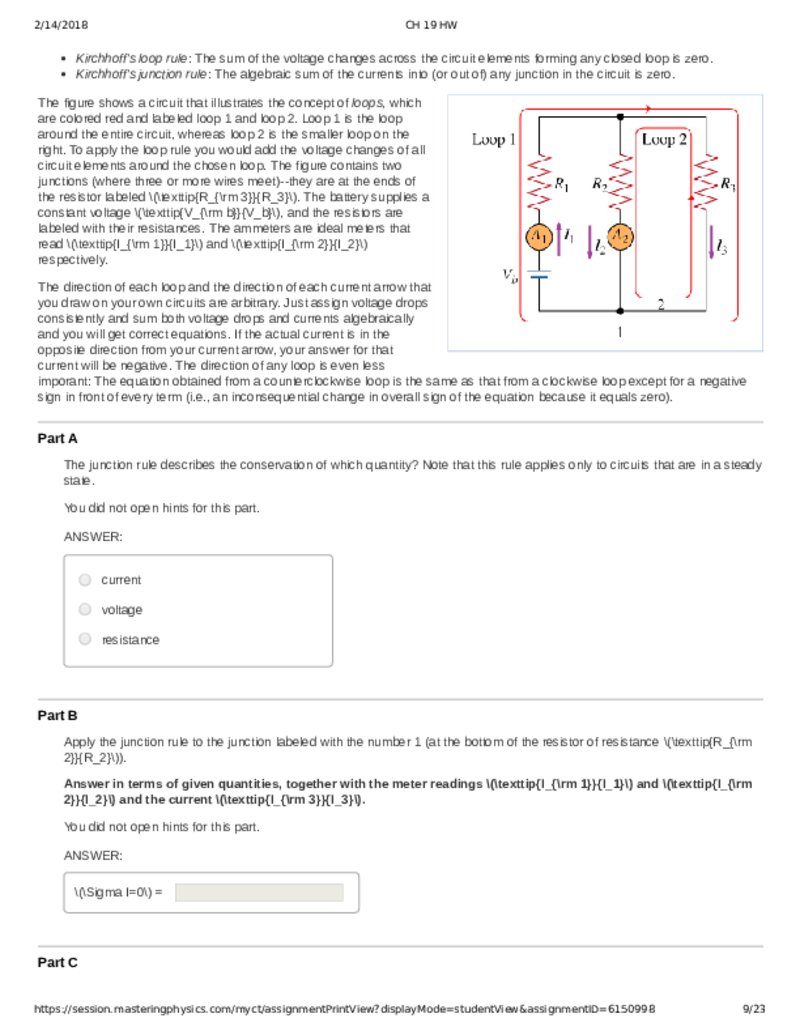 2/14/2018
CH 19 HW
• Kirchhoff's loop rule: The sum of the voltage changes across the circuit elements forming any closed loop is zero.
• Kirchhoff's junction rule: The algebraic sum of the currents into (or out of) any junction in the circuit is zero.
The figure shows a circuit that illustrates the concept of loops, which
are colored red and labeled loop 1 and loop 2. Loop 1 is the loop
around the entire circuit, whereas loop 2 is the smaller loop on the
right. To apply the loop rule you would add the voltage changes of all
circuit elements around the chosen loop. The figure contains two
junctions (where three or more wires meet)--they are at the ends of
the resistor labeled \(\texttip{R_{\rm 3}}{R_3}\). The battery supplies a
constant voltage \(\texttip{V_{\rm b}}{V_b}\), and the resistors are
labeled with their resistances. The ammeters are ideal meters that
read \(\texttip{I_{\rm 1}}{I_1}\) and \(\texttip{I_{\rm 2}}{I_2}\)
respectively.
The direction of each loop and the direction of each current arrow that
you draw on your own circuits are arbitrary. Just assign voltage drops
consistently and sum both voltage drops and currents algebraically
and you will get correct equations. If the actual current is in the
opposite direction from your current arrow, your answer for that
current will be negative. The direction of any loop is even less
imporant: The equation obtained from a counterclockwise loop is the same as that from a clockwise loop except for a negative
sign in front of every term (i.e., an inconsequential change in overall sign of the equation because it equals zero).
Loop 1
Loop 2
R1
R2
R3
A1
I1
I2
A2
I3
Vb
2
1
Part A
The junction rule describes the conservation of which quantity? Note that this rule applies only to circuits that are in a steady
state.
You did not open hints for this part.
ANSWER:
current
voltage
resistance
Part B
Apply the junction rule to the junction labeled with the number 1 (at the bottom of the resistor of resistance \(\texttip{R_{\rm
2}}{R_2}\)).
Answer in terms of given quantities, together with the meter readings \(\texttip{I_{\rm 1}}{I_1}\) and \(\texttip{I_{\rm
2}}{I_2}\) and the current \(\texttip{I_{\rm 3}}{I_3}\).
You did not open hints for this part.
ANSWER:
\(\Sigma I=0\) =
Part C
https://session.masteringphysics.com/myct/assignmentPrintView?displayMode=studentView&assignmentID=6150998
9/23